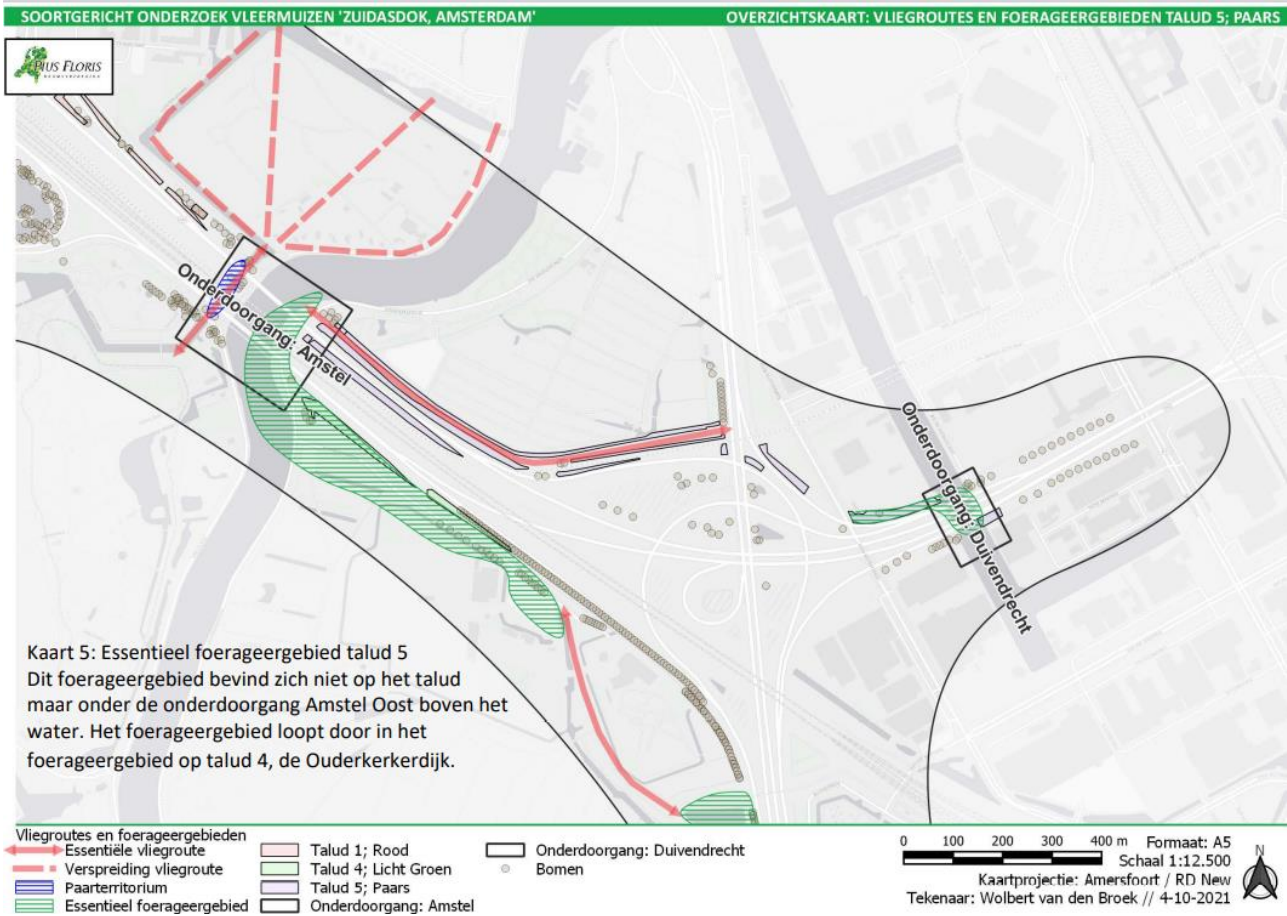 SOORTGERICHT ONDERZOEK VLEERMUIZEN 'ZUIDASDOK, AMSTERDAM'
OVERZICHTSKAART: VLIEGROUTES EN FOERAGEERGEBIEDEN TALUD 5; PAARS
PIUS FLORIS
BOOMVERZORGING
Onderdoorgang: Amstel
Onderdoorgang: Duivendrecht
Kaart 5: Essentieel foerageergebied talud 5
Dit foerageergebied bevind zich niet op het talud
maar onder de onderdoorgang Amstel Oost boven het
water. Het foerageergebied loopt door in het
foerageergebied op talud 4, de Ouderkerkerdijk.
Vliegroutes en foerageergebieden
Essentiële vliegroute
Verspreiding vliegroute
Paarterritorium
Essentieel foerageergebied
Talud 1; Rood
Talud 4; Licht Groen
Talud 5; Paars
Onderdoorgang: Amstel
Onderdoorgang: Duivendrecht
Bomen
0 100 200 300 400 m
Formaat: A5
Schaal 1:12.500
Kaartprojectie: Amersfoort / RD New
Tekenaar: Wolbert van den Broek // 4-10-2021
N